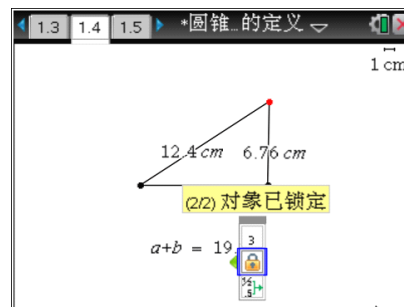 1.3 1.4 1.5 *圆锥...的定义
1 cm
12.4 cm 6.76 cm
(2/2) 对象已锁定
a+b = 19.
3